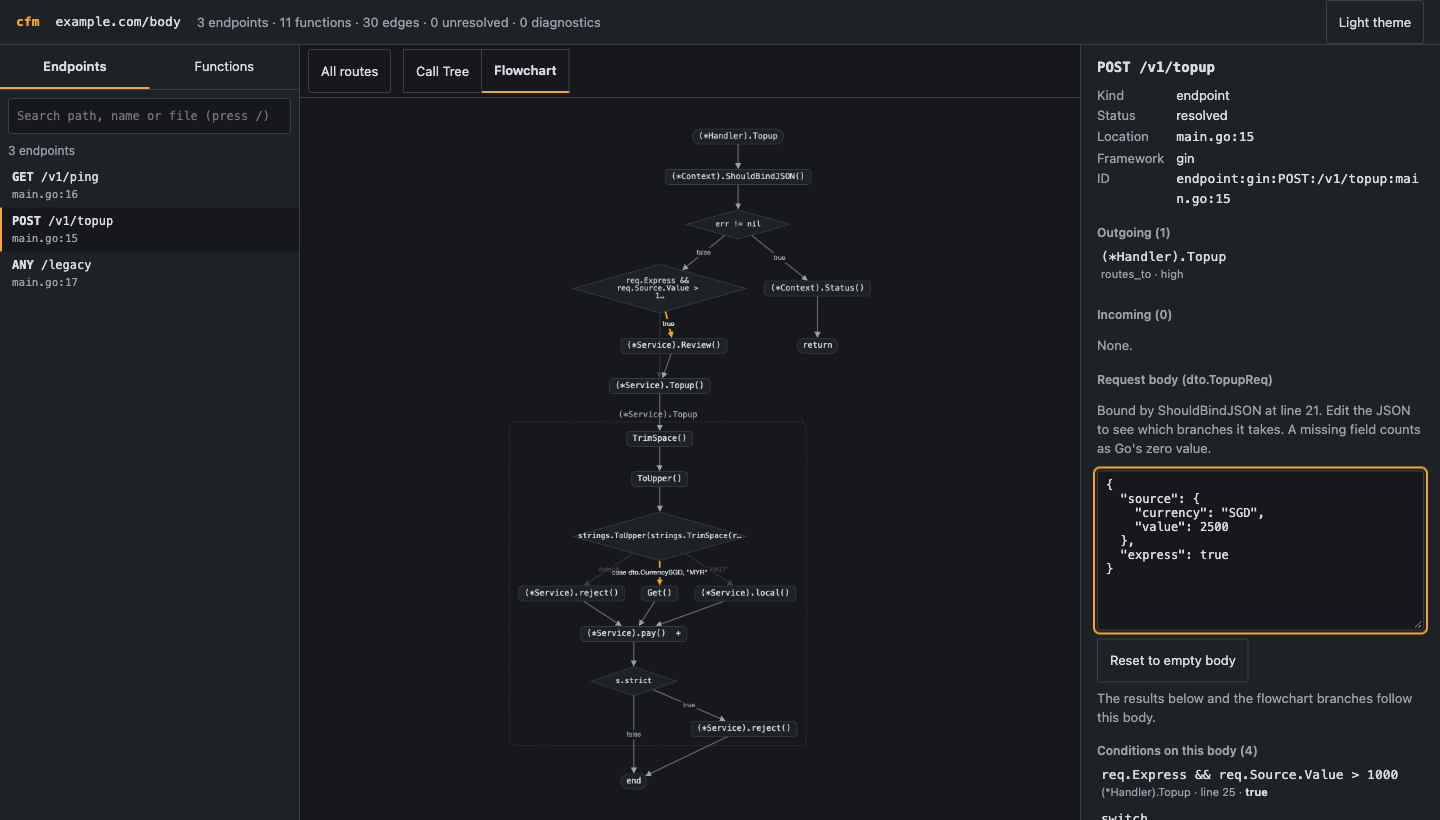 cfm example.com/body 3 endpoints · 11 functions · 30 edges · 0 unresolved · 0 diagnostics
Light theme
Endpoints Functions
Search path, name or file (press /)
3 endpoints
GET /v1/ping
main.go:16
POST /v1/topup
main.go:15
ANY /legacy
main.go:17
All routes
Call Tree
Flowchart
(*Handler).Topup
(*Context).ShouldBindJSON()
err != nil
false
true
req.Express &&
req.Source.Value >
1…
(*Context).Status()
true
(*Service).Review()
return
(*Service).Topup()
(*Service).Topup
TrimSpace()
ToUpper()
strings.ToUpper(strings.TrimSpace(r…
case dto.CurrencySGD, "MYR"
(*Service).reject()
Get()
(*Service).local()
(*Service).pay() +
s.strict
true
(*Service).reject()
false
end
POST /v1/topup
Kind endpoint
Status resolved
Location main.go:15
Framework gin
ID endpoint:gin:POST:/v1/topup:mai
n.go:15
Outgoing (1)
(*Handler).Topup
routes_to · high
Incoming (0)
None.
Request body (dto.TopupReq)
Bound by ShouldBindJSON at line 21. Edit the JSON
to see which branches it takes. A missing field counts
as Go's zero value.
{
"source": {
"currency": "SGD",
"value": 2500
},
"express": true
}
Reset to empty body
The results below and the flowchart branches follow
this body.
Conditions on this body (4)
req.Express && req.Source.Value > 1000
(*Handler).Topup · line 25 · true
switch